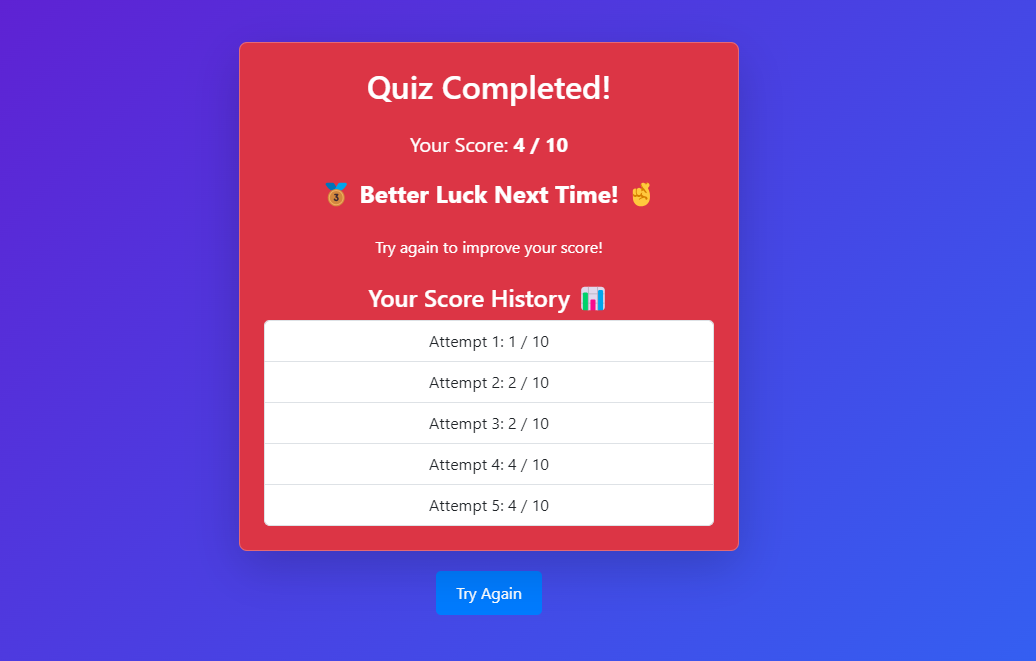 Quiz Completed!
Your Score: 4 / 10
🥉 Better Luck Next Time! 🤞
Try again to improve your score!
Your Score History 📊
Attempt 1: 1 / 10
Attempt 2: 2 / 10
Attempt 3: 2 / 10
Attempt 4: 4 / 10
Attempt 5: 4 / 10
Try Again